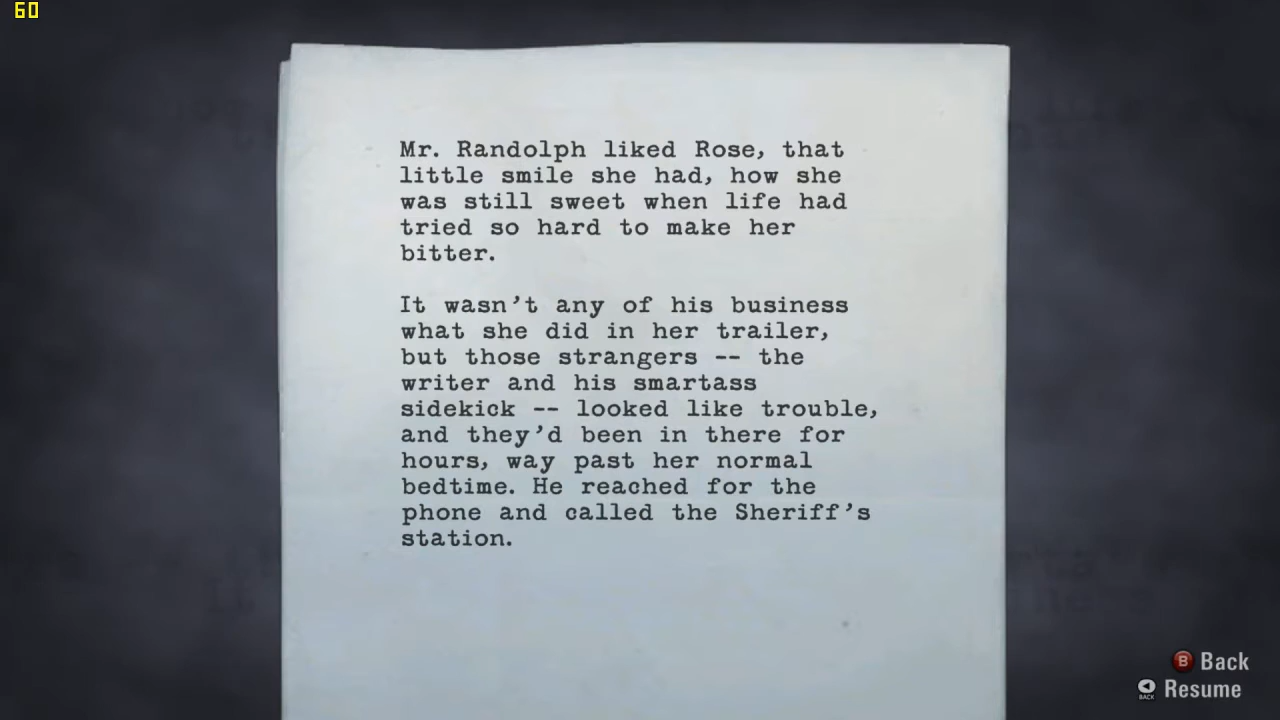 60
Mr. Randolph liked Rose, that
little smile she had, how she
was still sweet when life had
tried so hard to make her
bitter.
It wasn't any of his business
what she did in her trailer,
but those strangers -- the
writer and his smartass
sidekick -- looked like trouble,
and they'd been in there for
hours, way past her normal
bedtime. He reached for the
phone and called the Sheriff's
station.
B Back
BACK Resume